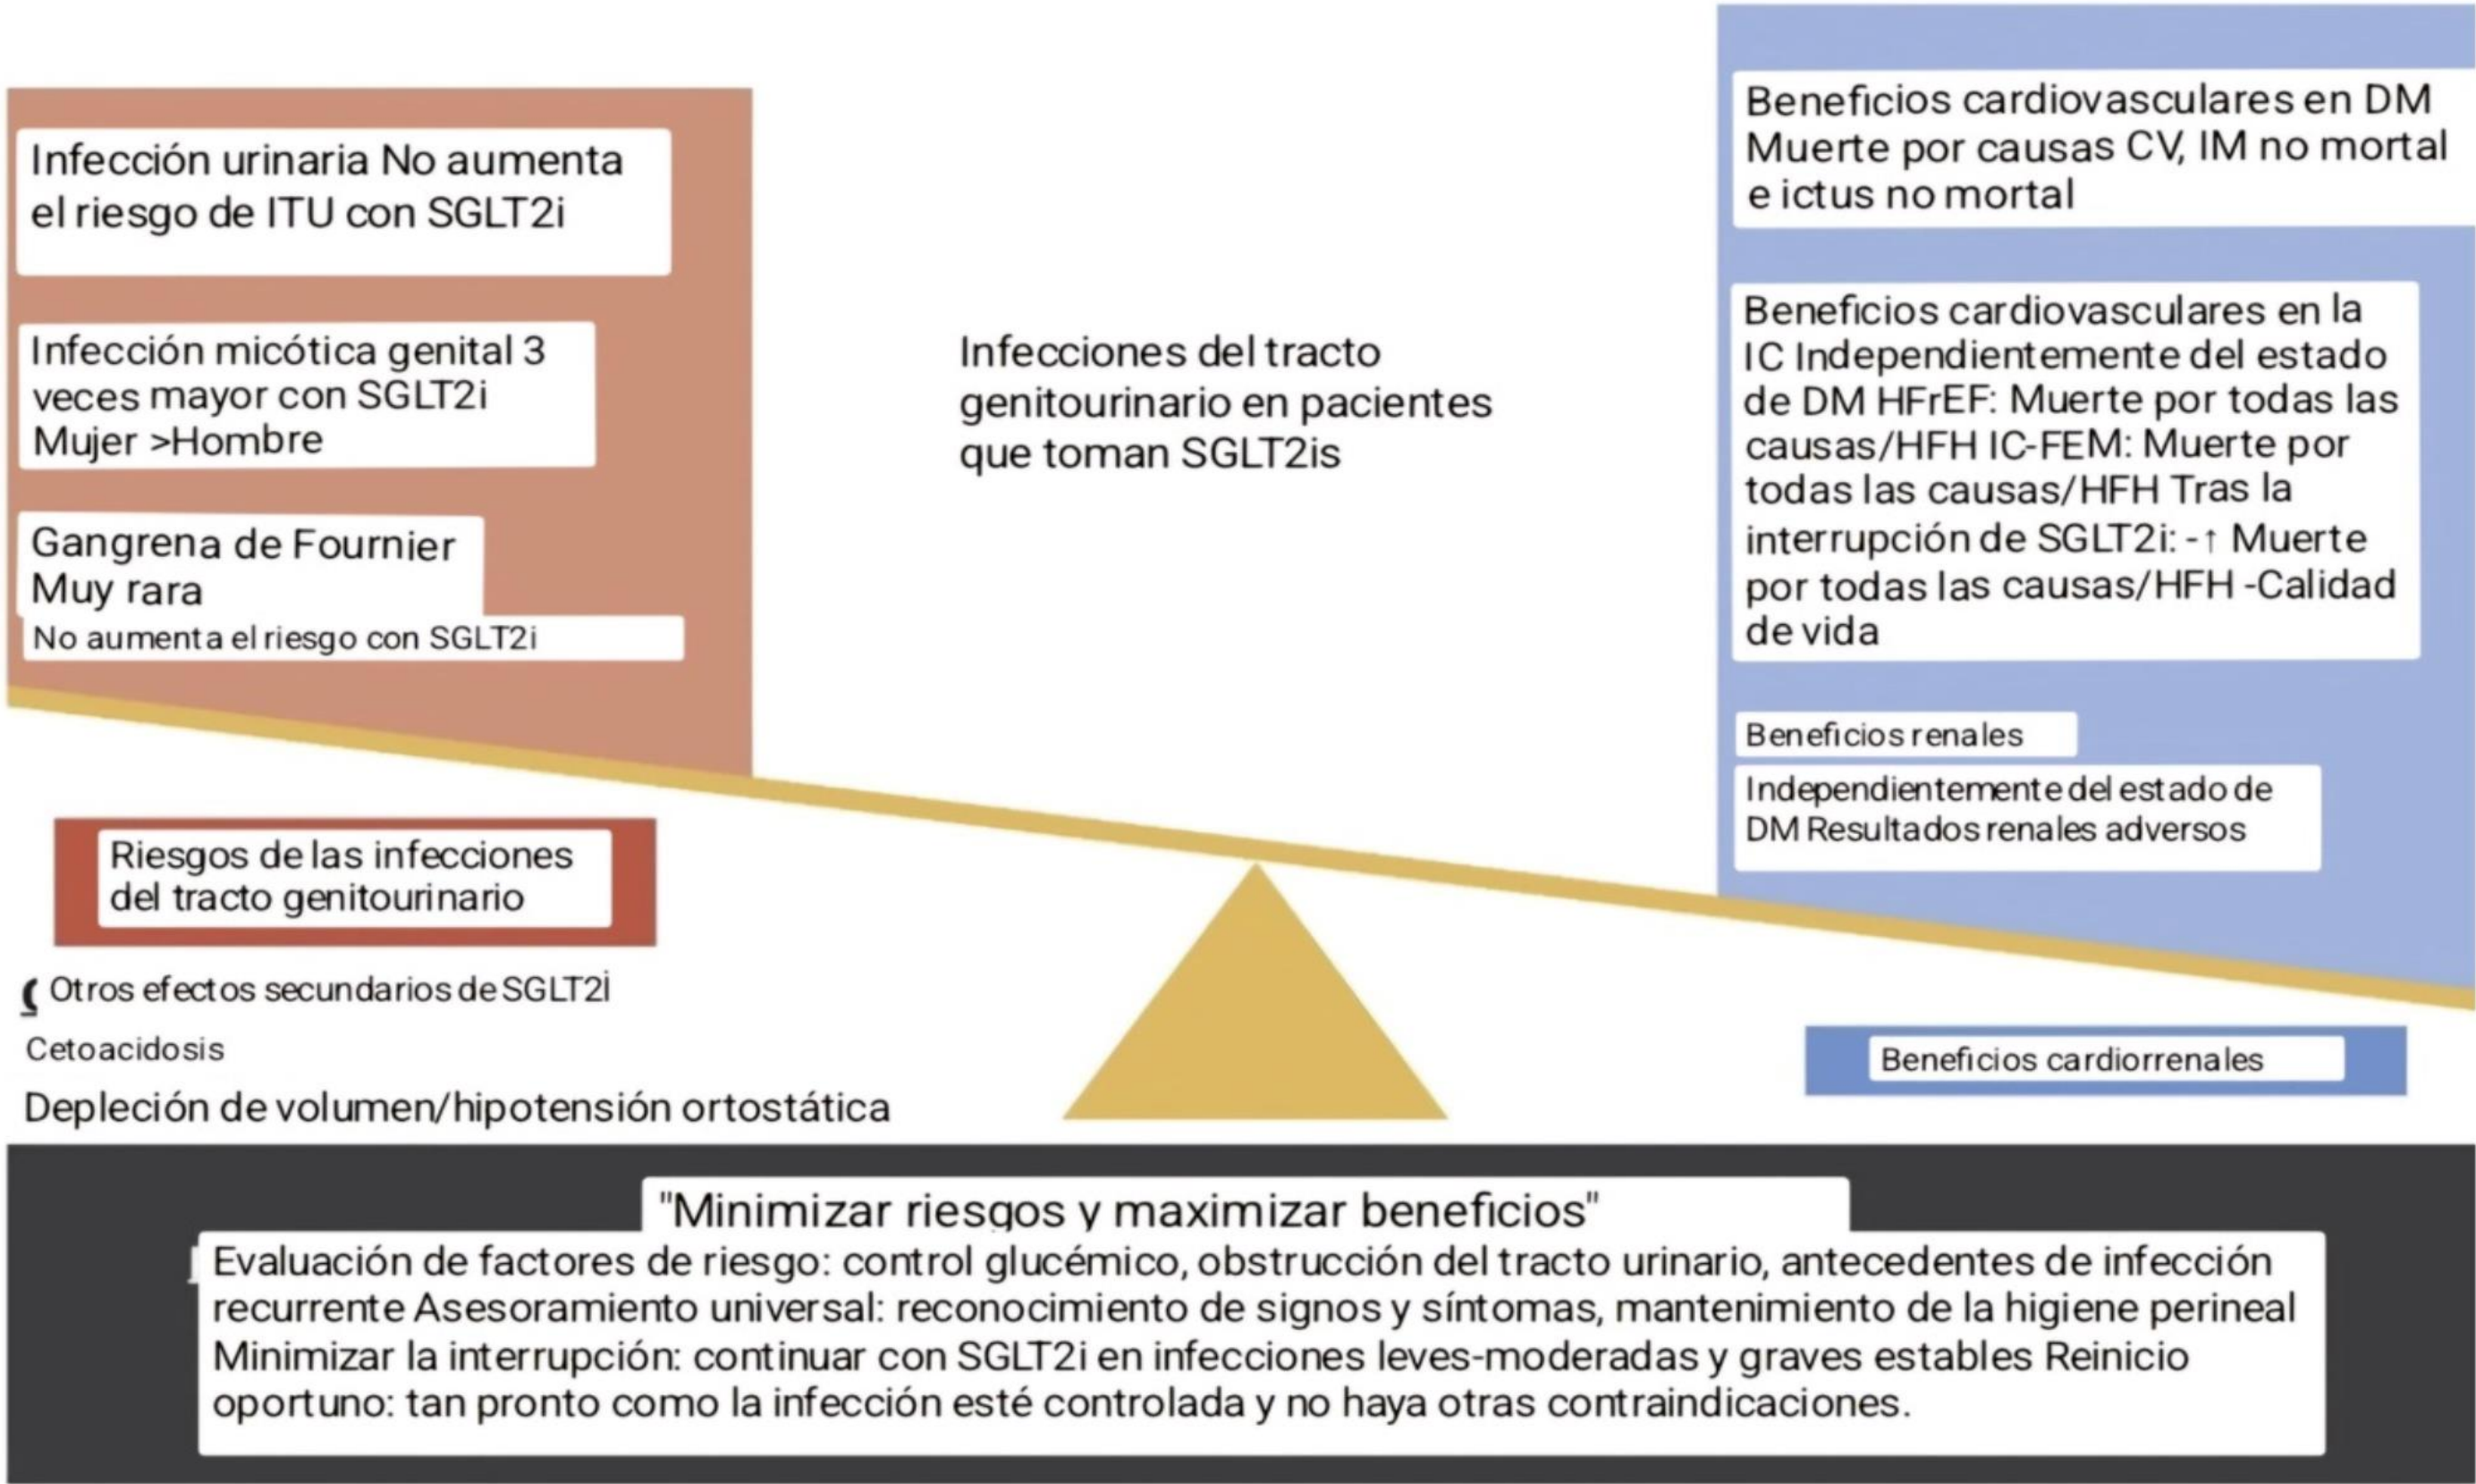 Infección urinaria No aumenta
el riesgo de ITU con SGLT2i
Infección micótica genital 3
veces mayor con SGLT2i
Mujer >Hombre
Gangrena de Fournier
Muy rara
No aumenta el riesgo con SGLT2i
Infecciones del tracto
genitourinario en pacientes
que toman SGLT2is
Beneficios cardiovasculares en DM
Muerte por causas CV, IM no mortal
e ictus no mortal
Beneficios cardiovasculares en la
IC Independientemente del estado
de DM HFrEF: Muerte por todas las
causas/HFH IC-FEM: Muerte por
todas las causas/HFH Tras la
interrupción de SGLT2i: -↑ Muerte
por todas las causas/HFH -Calidad
de vida
Beneficios renales
Independientemente del estado de
DM Resultados renales adversos
Riesgos de las infecciones
del tracto genitourinario
Otros efectos secundarios de SGLT2i
Cetoacidosis
Depleción de volumen/hipotensión ortostática
Beneficios cardiorrenales
"Minimizar riesgos y maximizar beneficios"
Evaluación de factores de riesgo: control glucémico, obstrucción del tracto urinario, antecedentes de infección
recurrente Asesoramiento universal: reconocimiento de signos y síntomas, mantenimiento de la higiene perineal
Minimizar la interrupción: continuar con SGLT2i en infecciones leves-moderadas y graves estables Reinicio
oportuno: tan pronto como la infección esté controlada y no haya otras contraindicaciones.